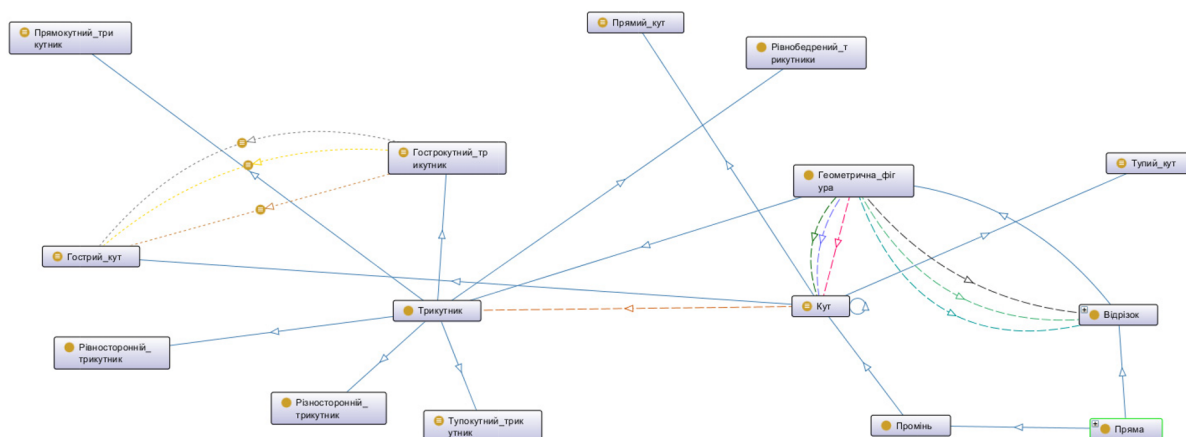 Прямокутний_три
кутник
Прямий_кут
Рівнобедрений_т
рикутники
Гострокутний_тр
икутник
Геометрична_фіг
ура
Тупий_кут
Гострий_кут
Трикутник
Кут
Відрізок
Рівносторонній_
трикутник
Різносторонній_
трикутник
Тупокутний_трик
утник
Промінь
Пряма